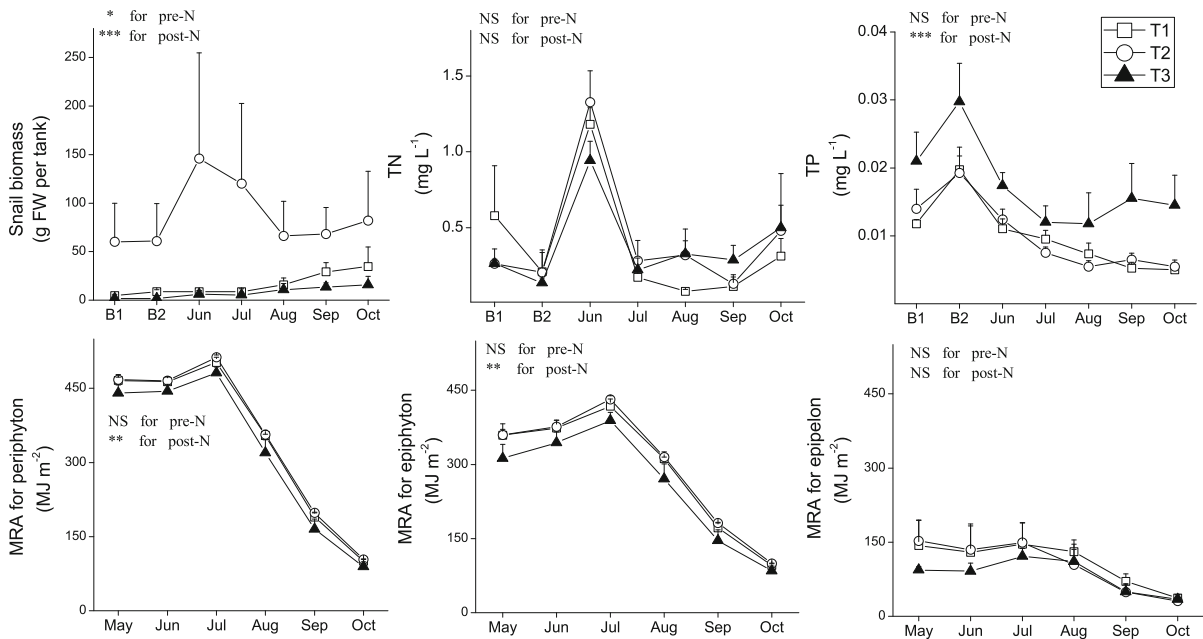 * for pre-N
*** for post-N
250
200
150
100
50
0
Snail biomass
(g FW per tank)
B1 B2 Jun Jul Aug Sep Oct
NS for pre-N
NS for post-N
1.5
1.0
0.5
TN
(mg L-1)
B1 B2 Jun Jul Aug Sep Oct
NS for pre-N
*** for post-N
0.04
0.03
0.02
0.01
TP
(mg L-1)
T1
T2
T3
B1 B2 Jun Jul Aug Sep Oct
450
300
150
0
MRA for periphyton
(MJ m-2)
NS for pre-N
** for post-N
May Jun Jul Aug Sep Oct
NS for pre-N
** for post-N
450
300
150
0
MRA for epiphyton
(MJ m-2)
May Jun Jul Aug Sep Oct
NS for pre-N
NS for post-N
450
300
150
0
MRA for epipelon
(MJ m-2)
May Jun Jul Aug Sep Oct